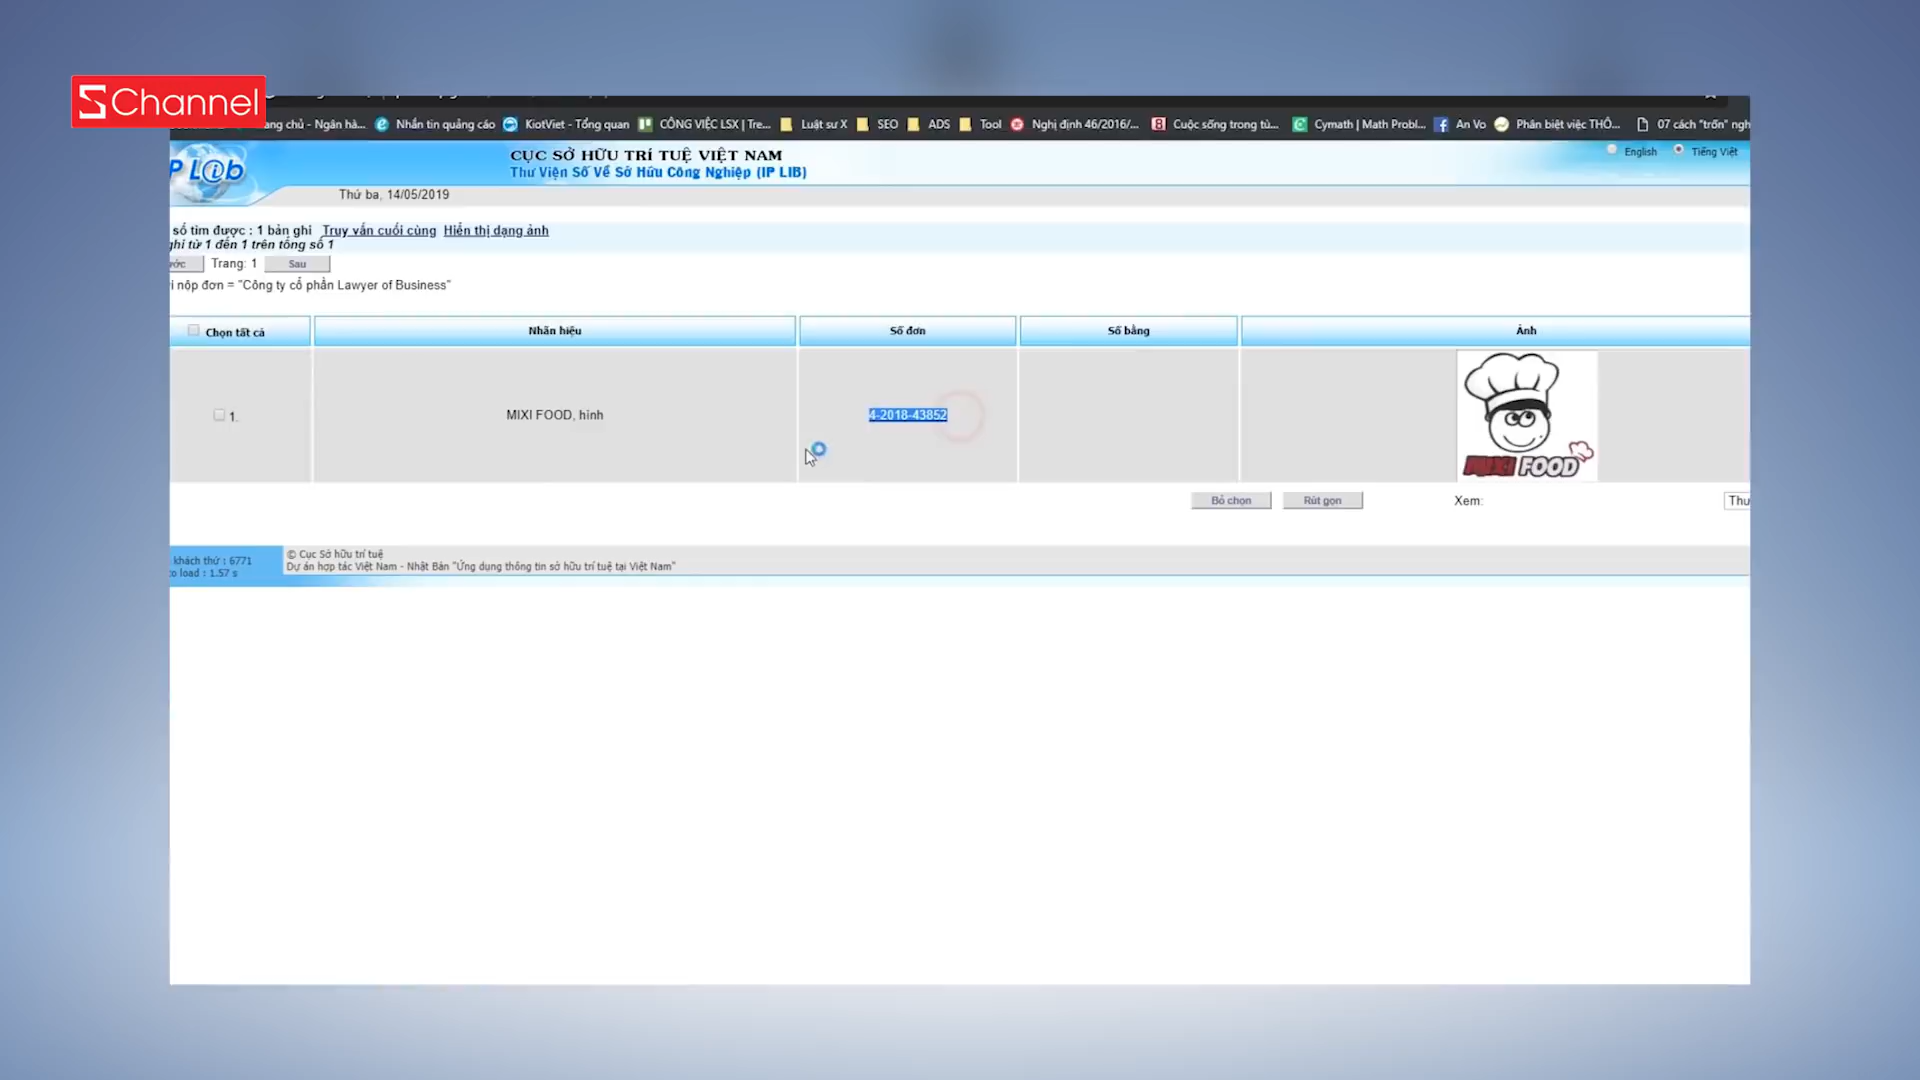 Channel
ang chủ - Ngân hà... Nhắn tin quảng cáo KiotViet - Tổng quan CÔNG VIỆC LSX | Tre... Luật sư X SEO ADS Tool Nghị định 46/2016/... Cuộc sống trong tù... Cymath | Math Probl... An Vo Phân biệt việc THÔ... 07 cách "trốn" ngh
P L@b
CỤC SỞ HỮU TRÍ TUỆ VIỆT NAM
Thư Viện Số Về Sở Hữu Công Nghiệp (IP LIB)
English Tiếng Việt
Thứ ba, 14/05/2019
số tìm được : 1 bản ghi Truy vấn cuối cùng Hiển thị dạng ảnh
ghi từ 1 đến 1 trên tổng số 1
ước Trang: 1 Sau
i nộp đơn = "Công ty cổ phần Lawyer of Business"
Chọn tất cả Nhãn hiệu Số đơn Số bằng Ảnh
1. MIXI FOOD, hình 4-2018-43852
MIXI FOOD
Bỏ chọn Rút gọn Xem: Thu
khách thứ : 6771
to load : 1.57 s
© Cục Sở hữu trí tuệ
Dự án hợp tác Việt Nam - Nhật Bản "Ứng dụng thông tin sở hữu trí tuệ tại Việt Nam"